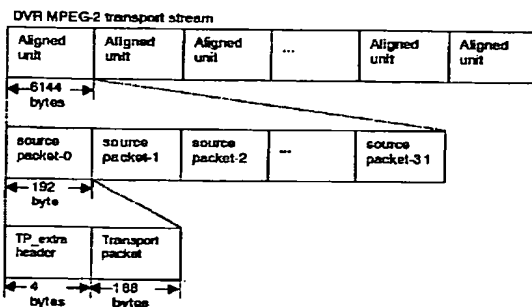 DVR MPEG-2 transport stream
Aligned unit
Aligned unit
Aligned unit
...
Aligned unit
Aligned unit
6144 bytes
source packet-0
source packet-1
source packet-2
...
source packet-31
192 byte
TP_extra header
Transport packet
4 bytes
188 bytes